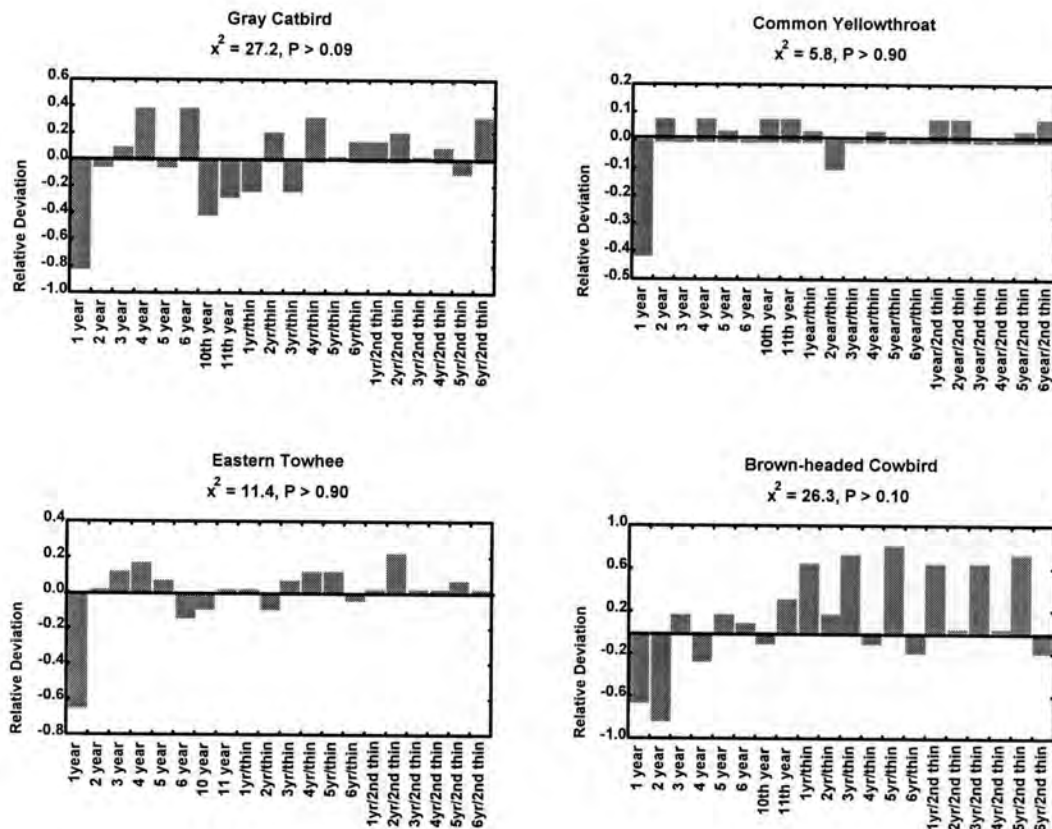 Gray Catbird
x² = 27.2, P > 0.09
Relative Deviation
0.6
0.4
0.2
0.0
-0.2
-0.4
-0.6
-0.8
-1.0
1 year
2 year
3 year
4 year
5 year
6 year
10th year
11th year
1yr/thin
2yr/thin
3yr/thin
4yr/thin
6yr/thin
1yr/2nd thin
2yr/2nd thin
3yr/2nd thin
4yr/2nd thin
5yr/2nd thin
6yr/2nd thin
Common Yellowthroat
x² = 5.8, P > 0.90
Relative Deviation
0.2
0.1
0.0
-0.1
-0.2
-0.3
-0.4
-0.5
1 year
2 year
3 year
4 year
5 year
6 year
10th year
11th year
1year/thin
2year/thin
3year/thin
4year/thin
5year/thin
6year/thin
1year/2nd thin
2year/2nd thin
3year/2nd thin
4year/2nd thin
5year/2nd thin
6year/2nd thin
Eastern Towhee
x² = 11.4, P > 0.90
Relative Deviation
0.4
0.2
0.0
-0.2
-0.4
-0.6
-0.8
1year
2 year
3 year
4 year
5 year
6 year
10 year
11 year
1yr/thin
2yr/thin
3yr/thin
4yr/thin
5yr/thin
6yr/thin
1yr/2nd thin
2yr/2nd thin
3yr/2nd thin
4yr/2nd thin
5yr/2nd thin
6yr/2nd thin
Brown-headed Cowbird
x² = 26.3, P > 0.10
Relative Deviation
1.0
0.6
0.2
-0.2
-0.6
-1.0
1 year
2 year
3 year
4 year
5 year
6 year
10th year
11th year
1yr/thin
2yr/thin
3yr/thin
4yr/thin
5yr/thin
6yr/thin
1yr/2nd thin
2yr/2nd thin
3yr/2nd thin
4yr/2nd thin
5yr/2nd thin
6yr/2nd thin